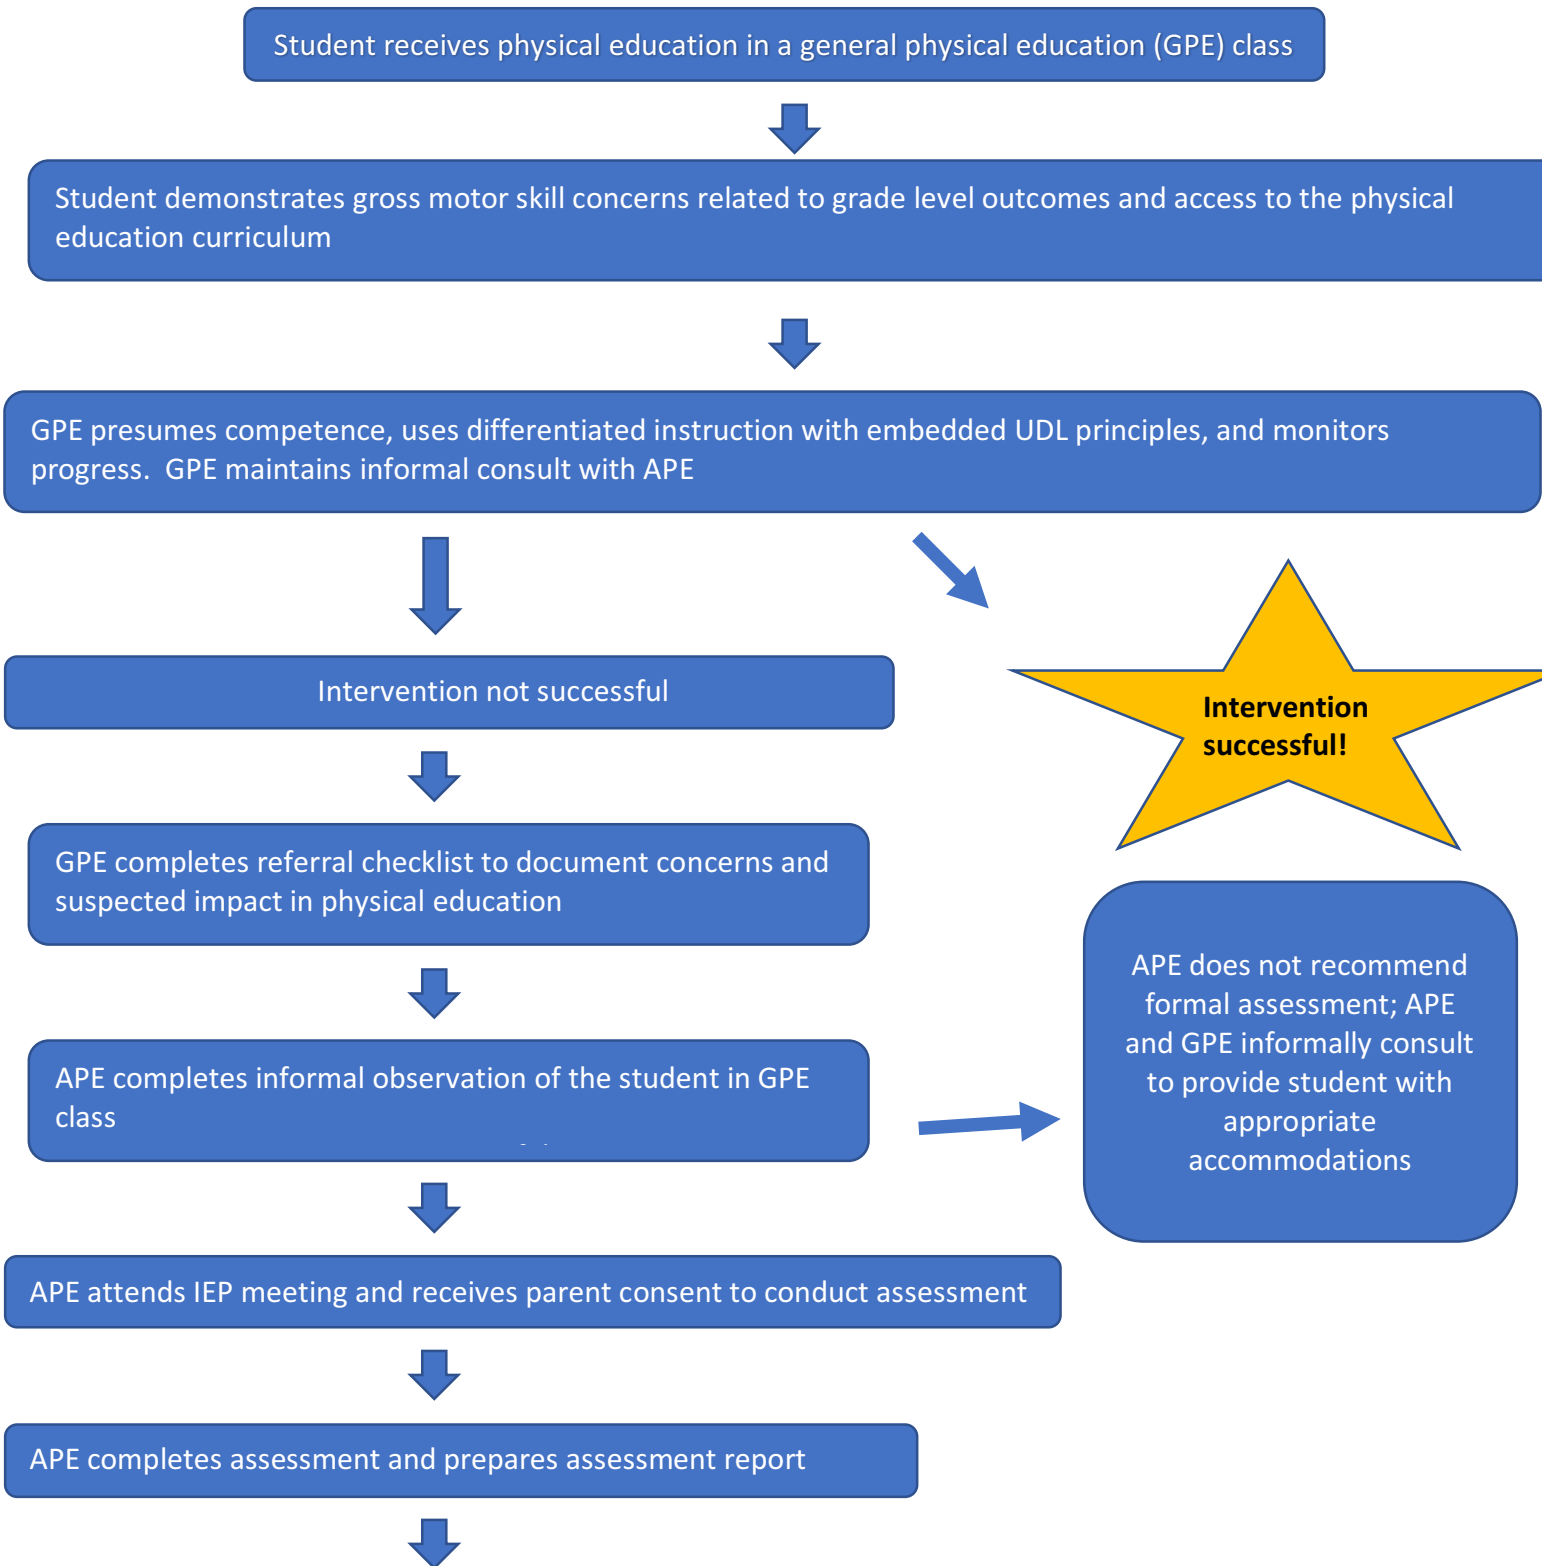 Student receives physical education in a general physical education (GPE) class
Student demonstrates gross motor skill concerns related to grade level outcomes and access to the physical
education curriculum
GPE presumes competence, uses differentiated instruction with embedded UDL principles, and monitors
progress.  GPE maintains informal consult with APE
Intervention not successful
Intervention
successful!
GPE completes referral checklist to document concerns and
suspected impact in physical education
APE does not recommend
formal assessment; APE
and GPE informally consult
to provide student with
appropriate
accommodations
APE completes informal observation of the student in GPE
class
APE attends IEP meeting and receives parent consent to conduct assessment
APE completes assessment and prepares assessment report